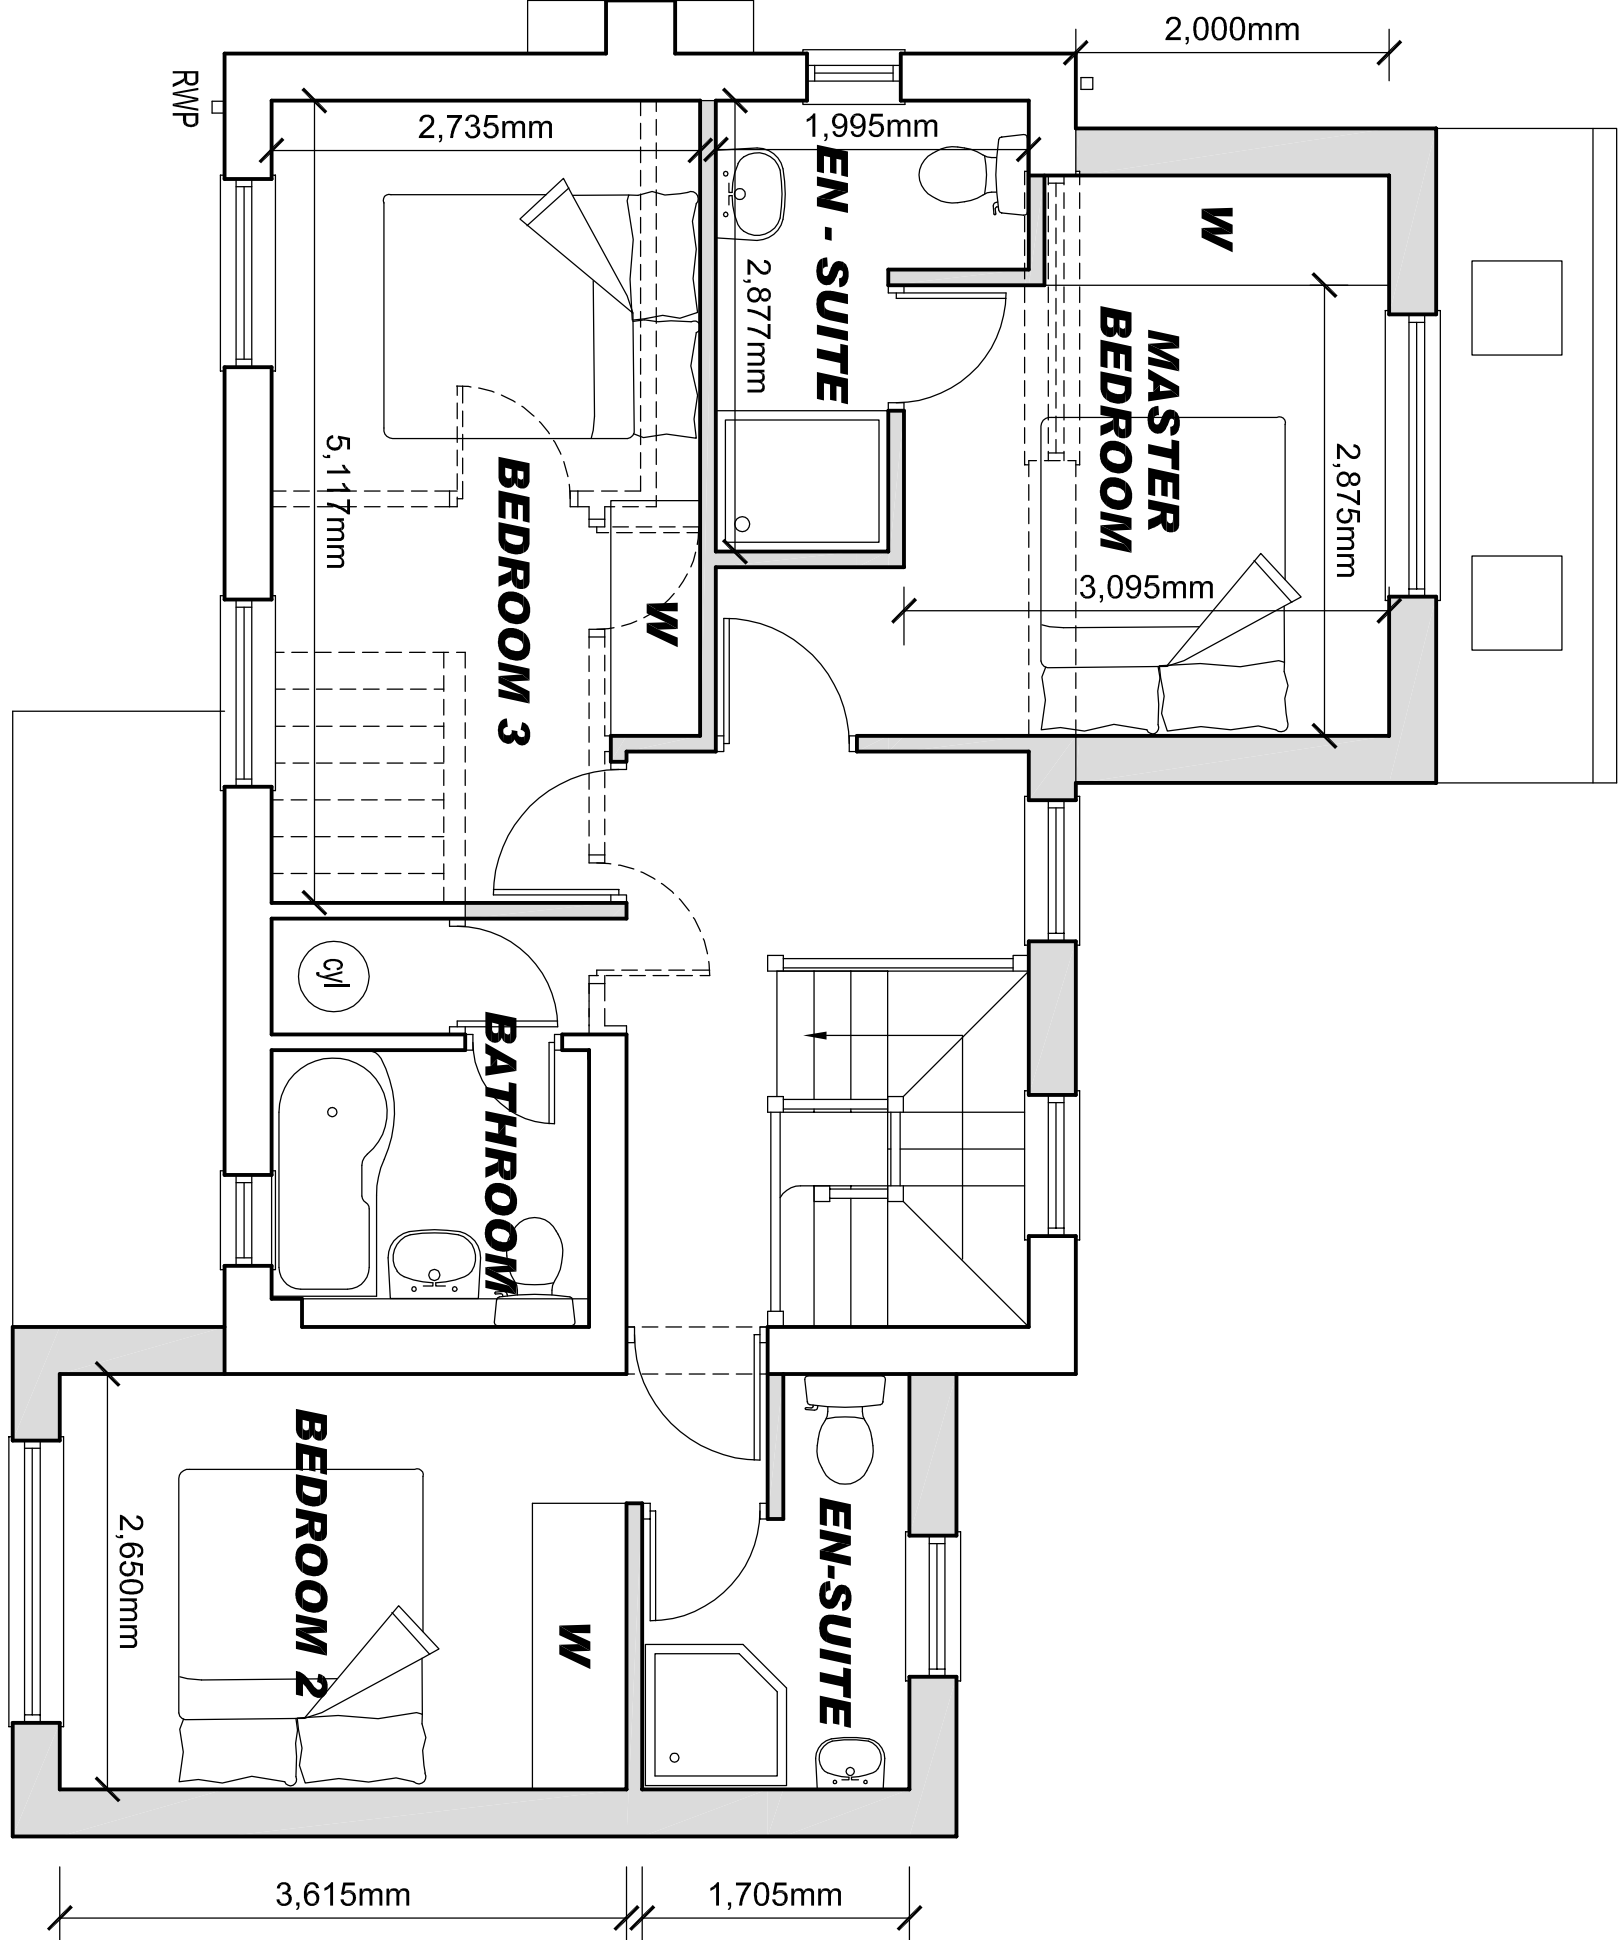 2,000mm
RWP
2,735mm
1,995mm
EN - SUITE
2,877mm
W
MASTER
BEDROOM
2,875mm
3,095mm
5,117mm
BEDROOM 3
W
cyl
BATHROOM
BEDROOM 2
2,650mm
W
EN-SUITE
3,615mm
1,705mm